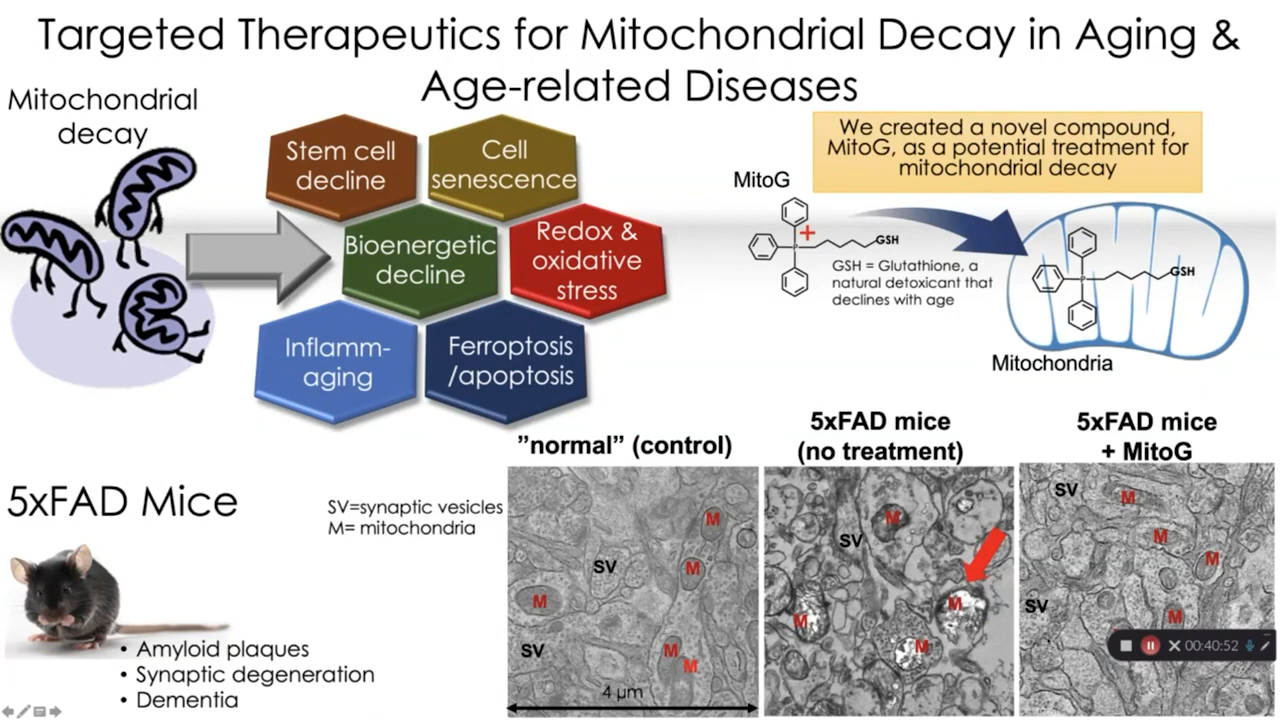 Targeted Therapeutics for Mitochondrial Decay in Aging &
Age-related Diseases
Mitochondrial
decay
Stem cell
decline
Cell
senescence
Bioenergetic
decline
Redox &
oxidative
stress
Inflamm-
aging
Ferroptosis
/apoptosis
We created a novel compound,
MitoG, as a potential treatment for
mitochondrial decay
MitoG
+
P
GSH
GSH = Glutathione, a
natural detoxicant that
declines with age
P
GSH
Mitochondria
5xFAD Mice
Amyloid plaques
Synaptic degeneration
Dementia
SV=synaptic vesicles
M= mitochondria
”normal” (control)
M
SV
M
M
SV
M
M
4 µm
5xFAD mice
(no treatment)
M
SV
M
M
M
5xFAD mice
+ MitoG
SV
M
M
M
SV
M
00:40:52